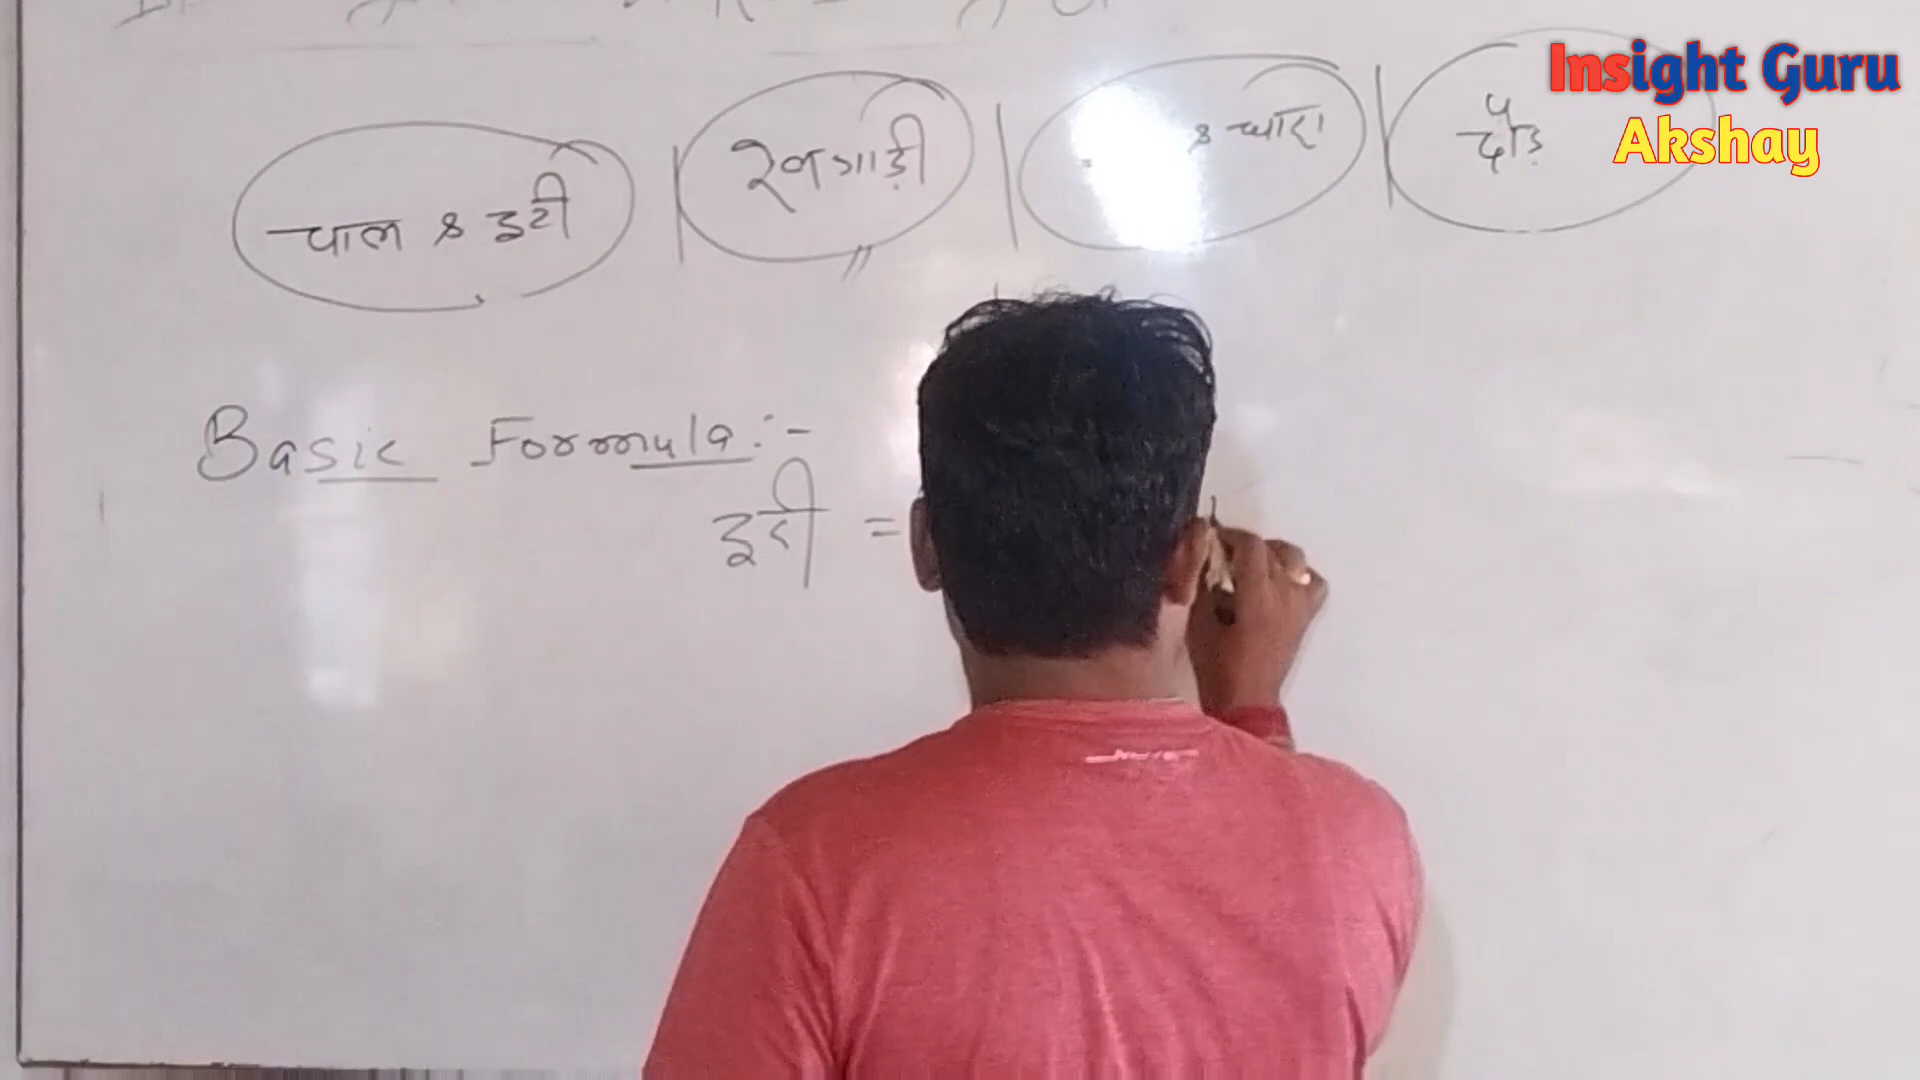 Insight Guru
Akshay
चाल & दूरी
रेलगाड़ी
& धारा
दौड़
Basic Formula:-
दूरी =